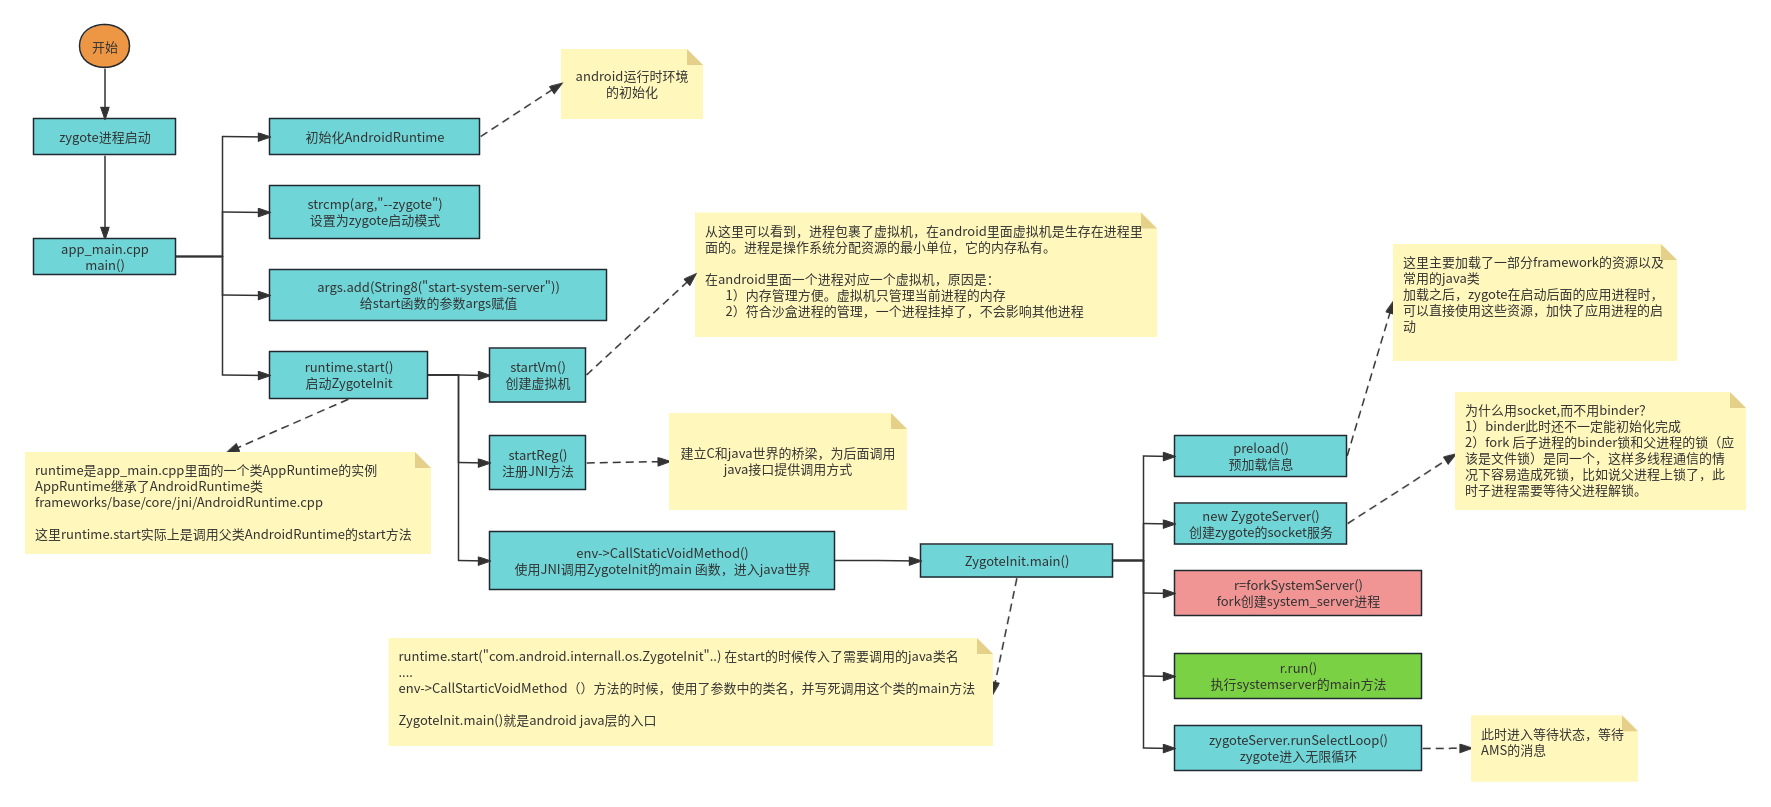 开始
zygote进程启动
app_main.cpp
main()
初始化AndroidRuntime
android运行时环境
的初始化
strcmp(arg,"--zygote")
设置为zygote启动模式
args.add(String8("start-system-server"))
给start函数的参数args赋值
runtime.start()
启动ZygoteInit
runtime是app_main.cpp里面的一个类AppRuntime的实例
AppRuntime继承了AndroidRuntime类
frameworks/base/core/jni/AndroidRuntime.cpp
这里runtime.start实际上是调用父类AndroidRuntime的start方法
startVm()
创建虚拟机
从这里可以看到，进程包裹了虚拟机，在android里面虚拟机是生存在进程里
面的。进程是操作系统分配资源的最小单位，它的内存私有。
在android里面一个进程对应一个虚拟机，原因是：
1）内存管理方便。虚拟机只管理当前进程的内存
2）符合沙盒进程的管理，一个进程挂掉了，不会影响其他进程
startReg()
注册JNI方法
建立C和java世界的桥梁，为后面调用
java接口提供调用方式
env->CallStaticVoidMethod()
使用JNI调用ZygoteInit的main 函数，进入java世界
ZygoteInit.main()
runtime.start("com.android.internall.os.ZygoteInit"..) 在start的时候传入了需要调用的java类名
....
env->CallStarticVoidMethod（）方法的时候，使用了参数中的类名，并写死调用这个类的main方法
ZygoteInit.main()就是android java层的入口
preload()
预加载信息
这里主要加载了一部分framework的资源以及
常用的java类
加载之后，zygote在启动后面的应用进程时，
可以直接使用这些资源，加快了应用进程的启
动
new ZygoteServer()
创建zygote的socket服务
为什么用socket,而不用binder？
1）binder此时还不一定能初始化完成
2）fork 后子进程的binder锁和父进程的锁（应
该是文件锁）是同一个，这样多线程通信的情
况下容易造成死锁，比如说父进程上锁了，此
时子进程需要等待父进程解锁。
r=forkSystemServer()
fork创建system_server进程
r.run()
执行systemserver的main方法
zygoteServer.runSelectLoop()
zygote进入无限循环
此时进入等待状态，等待
AMS的消息